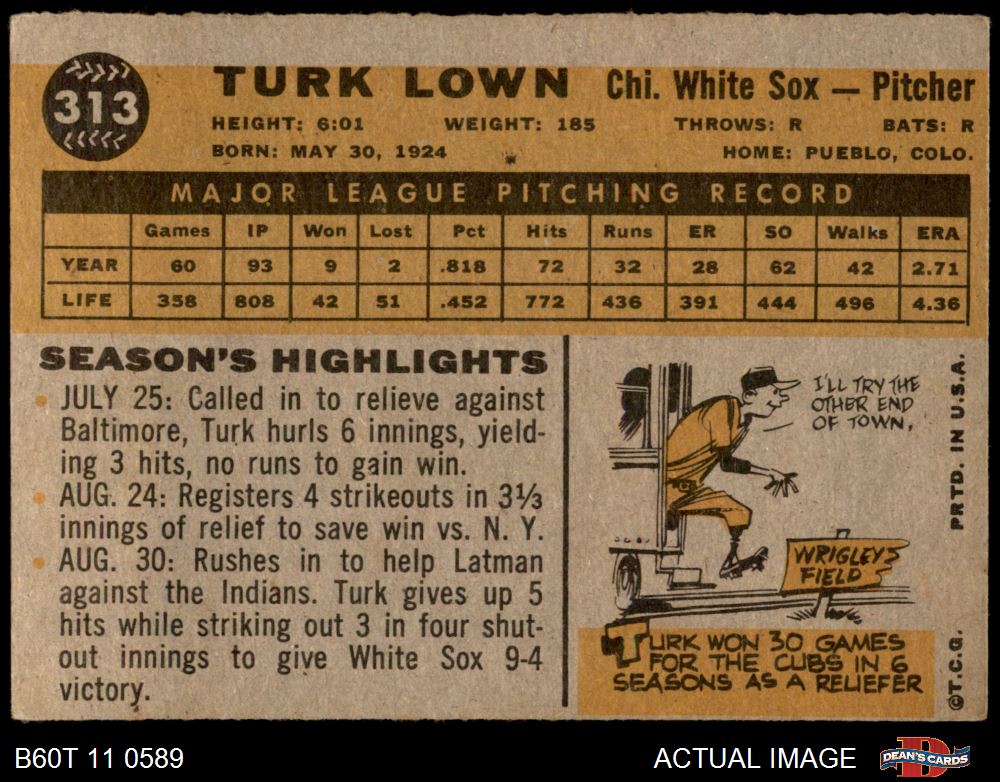 313
TURK LOWN Chi. White Sox — Pitcher
HEIGHT: 6:01 WEIGHT: 185 THROWS: R BATS: R
BORN: MAY 30, 1924 HOME: PUEBLO, COLO.
MAJOR LEAGUE PITCHING RECORD
Games IP Won Lost Pct Hits Runs ER SO Walks ERA
YEAR 60 93 9 2 .818 72 32 28 62 42 2.71
LIFE 358 808 42 51 .452 772 436 391 444 496 4.36
SEASON'S HIGHLIGHTS
• JULY 25: Called in to relieve against
Baltimore, Turk hurls 6 innings, yield-
ing 3 hits, no runs to gain win.
• AUG. 24: Registers 4 strikeouts in 3⅓
innings of relief to save win vs. N. Y.
• AUG. 30: Rushes in to help Latman
against the Indians. Turk gives up 5
hits while striking out 3 in four shut-
out innings to give White Sox 9-4
victory.
I'LL TRY THE
OTHER END
OF TOWN.
WRIGLEY
FIELD
TURK WON 30 GAMES
FOR THE CUBS IN 6
SEASONS AS A RELIEFER
PRTD. IN U.S.A.
©T.C.G.
B60T 11 0589 ACTUAL IMAGE DEAN'S CARDS